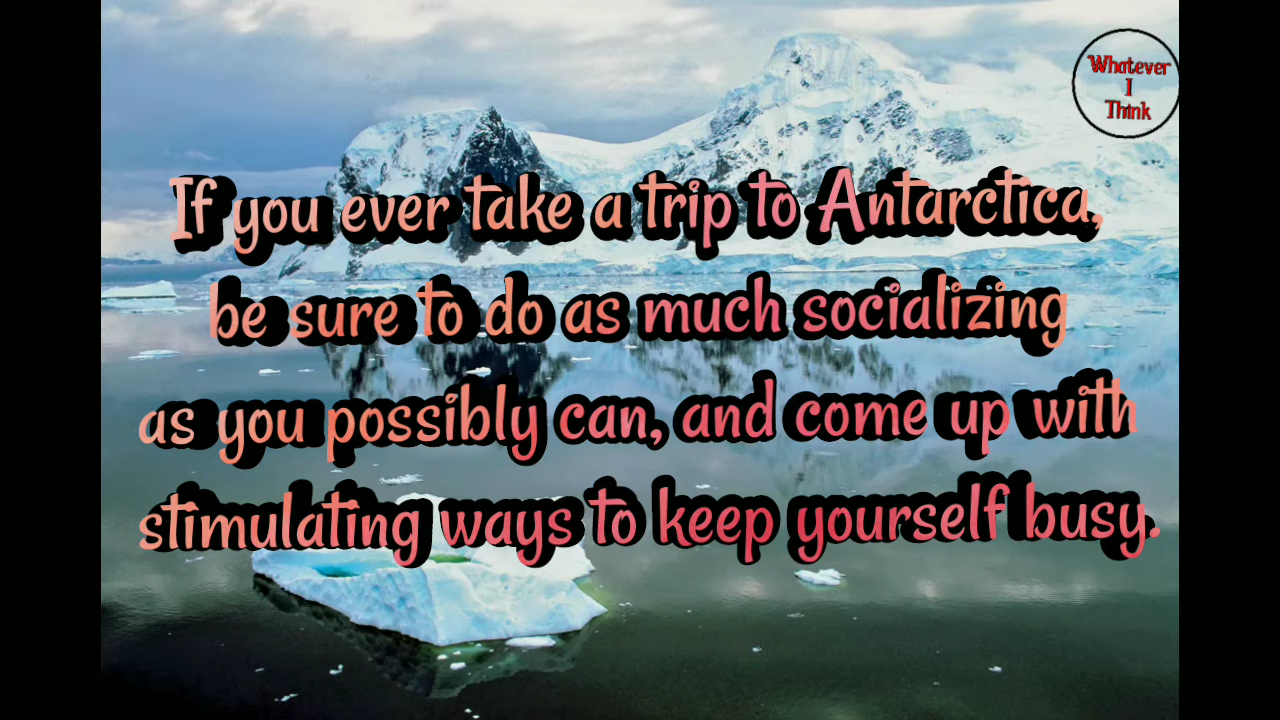 Whatever
I
Think
If you ever take a trip to Antarctica,
be sure to do as much socializing
as you possibly can, and come up with
stimulating ways to keep yourself busy.